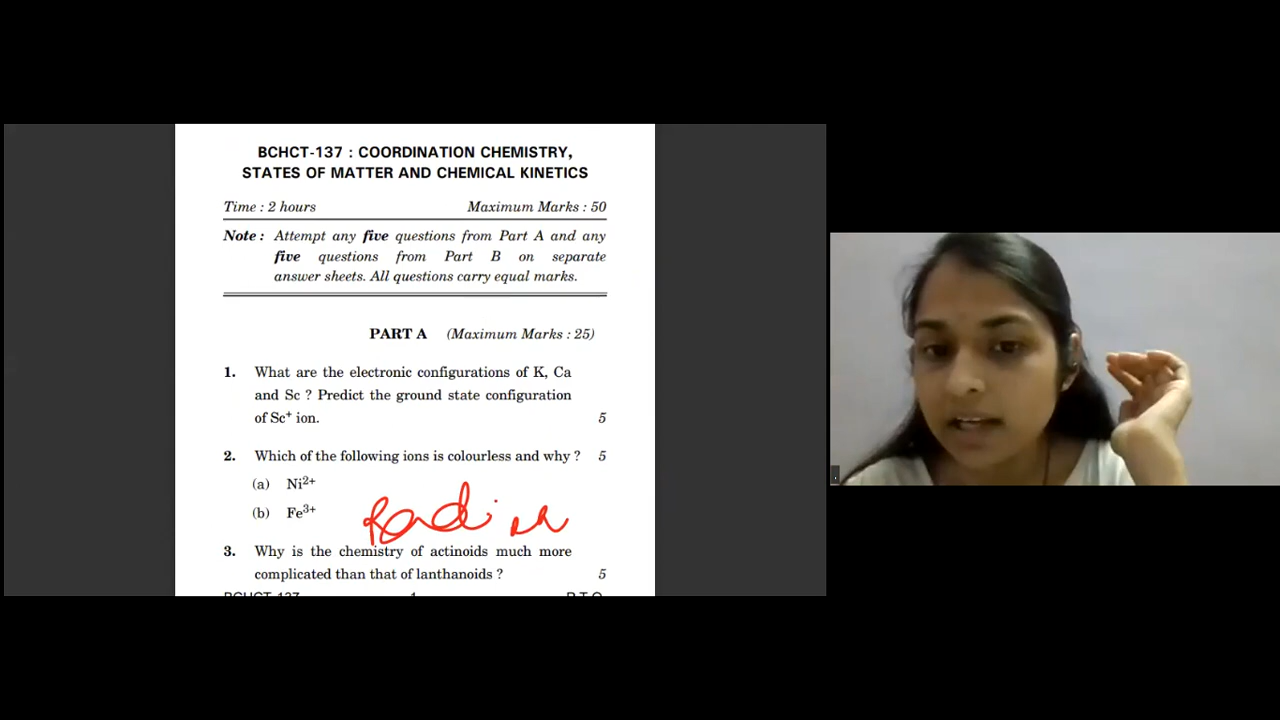 BCHCT-137 : COORDINATION CHEMISTRY,
STATES OF MATTER AND CHEMICAL KINETICS
Time : 2 hours Maximum Marks : 50
Note : Attempt any five questions from Part A and any
five questions from Part B on separate
answer sheets. All questions carry equal marks.
PART A (Maximum Marks : 25)
1. What are the electronic configurations of K, Ca
and Sc ? Predict the ground state configuration
of Sc⁺ ion. 5
2. Which of the following ions is colourless and why ? 5
(a) Ni²⁺
(b) Fe³⁺
3. Why is the chemistry of actinoids much more
complicated than that of lanthanoids ? 5
BCHCT-137 1 P.T.O.